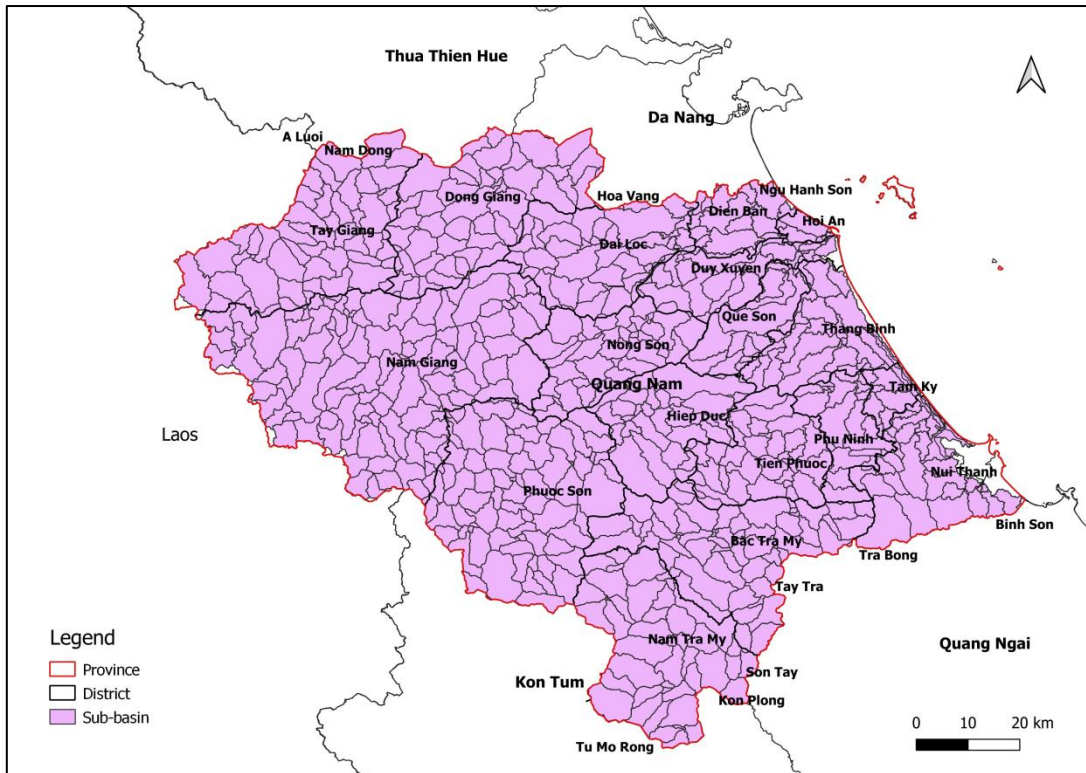 Thua Thien Hue
Da Nang
A Luoi
Nam Dong
Dong Giang
Hoa Vang
Ngu Hanh Son
Dien Ban
Hoi An
Tay Giang
Dai Loc
Duy Xuyen
Que Son
Thang Binh
Nong Son
Nam Giang
Quang Nam
Tam Ky
Hiep Duc
Laos
Phu Ninh
Tien Phuoc
Nui Thanh
Phuoc Son
Binh Son
Bac Tra My
Tra Bong
Tay Tra
Nam Tra My
Quang Ngai
Son Tay
Kon Tum
Kon Plong
Tu Mo Rong
Legend
Province
District
Sub-basin
0 10 20 km